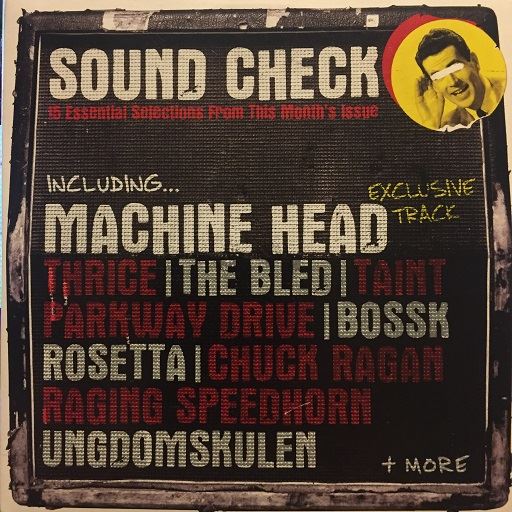 SOUND CHECK
15 Essential Selections From This Month's Issue
INCLUDING...
EXCLUSIVE
TRACK
MACHINE HEAD
THRICE | THE BLED | TAINT
PARKWAY DRIVE | BOSSK
ROSETTA | CHUCK RAGAN
RAGING SPEEDHORN
UNGDOMSKULEN
+ MORE